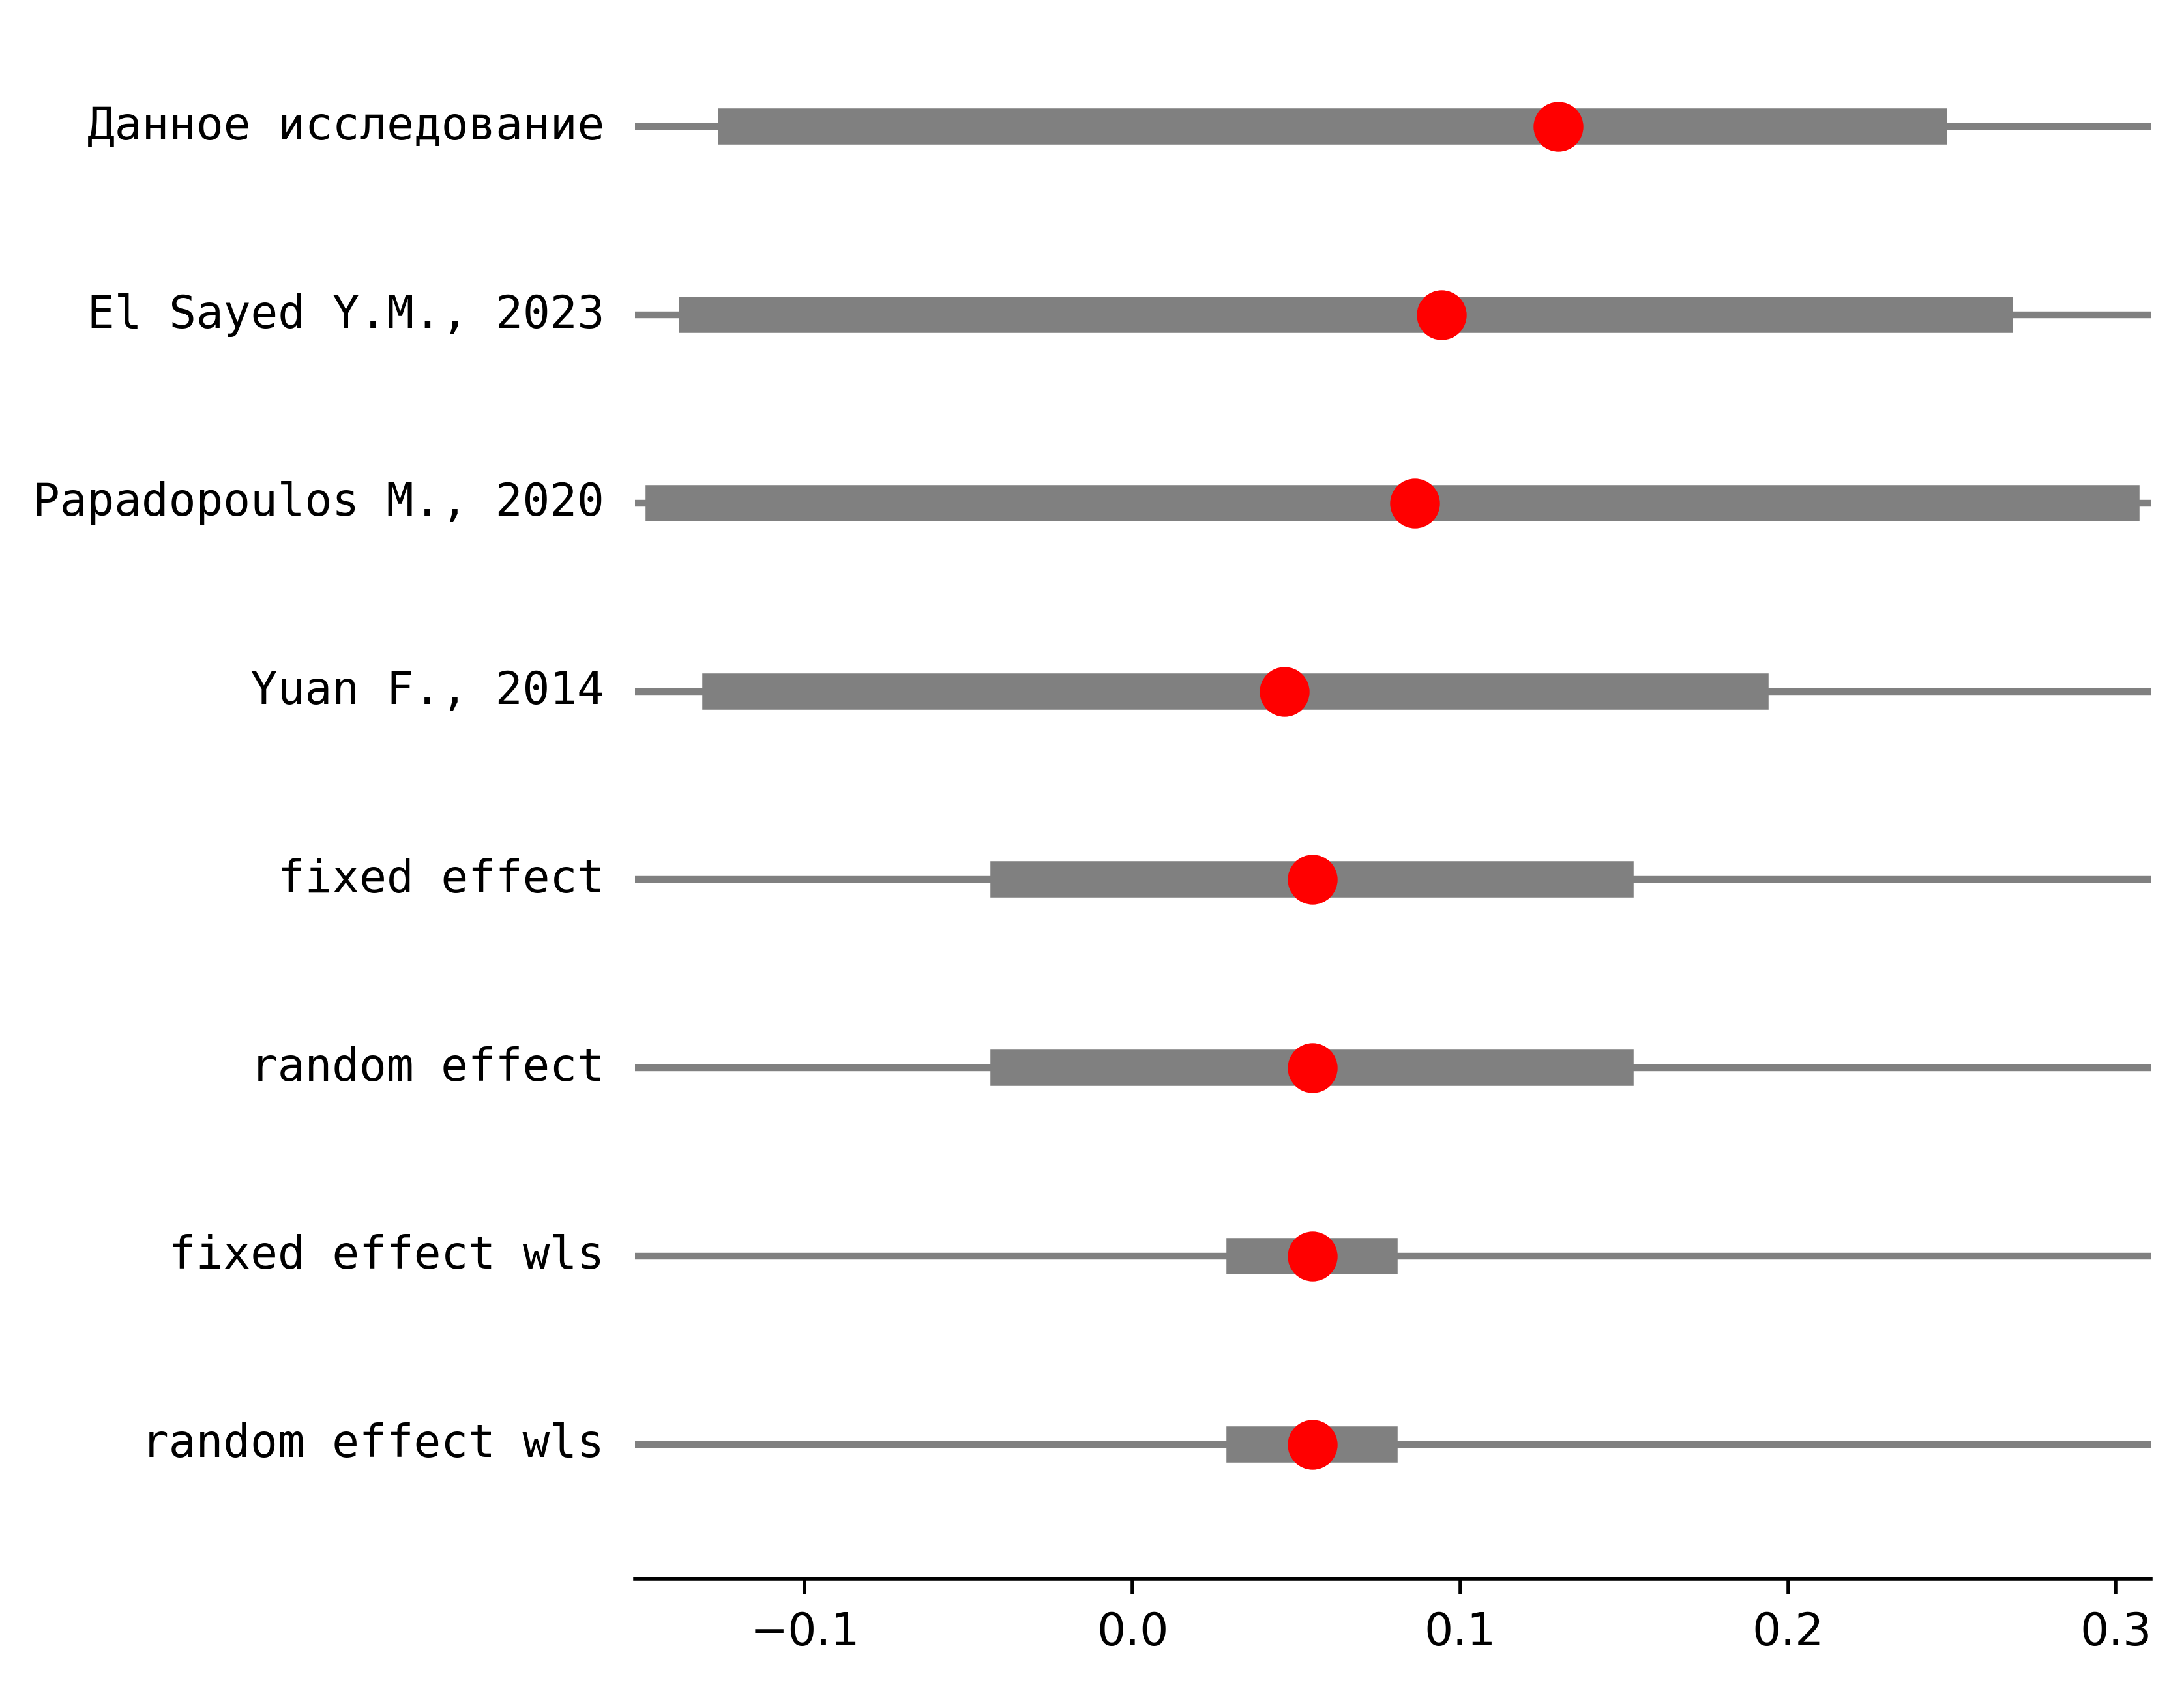 Данное исследование
El Sayed Y.M., 2023
Papadopoulos M., 2020
Yuan F., 2014
fixed effect
random effect
fixed effect wls
random effect wls
−0.1 0.0 0.1 0.2 0.3